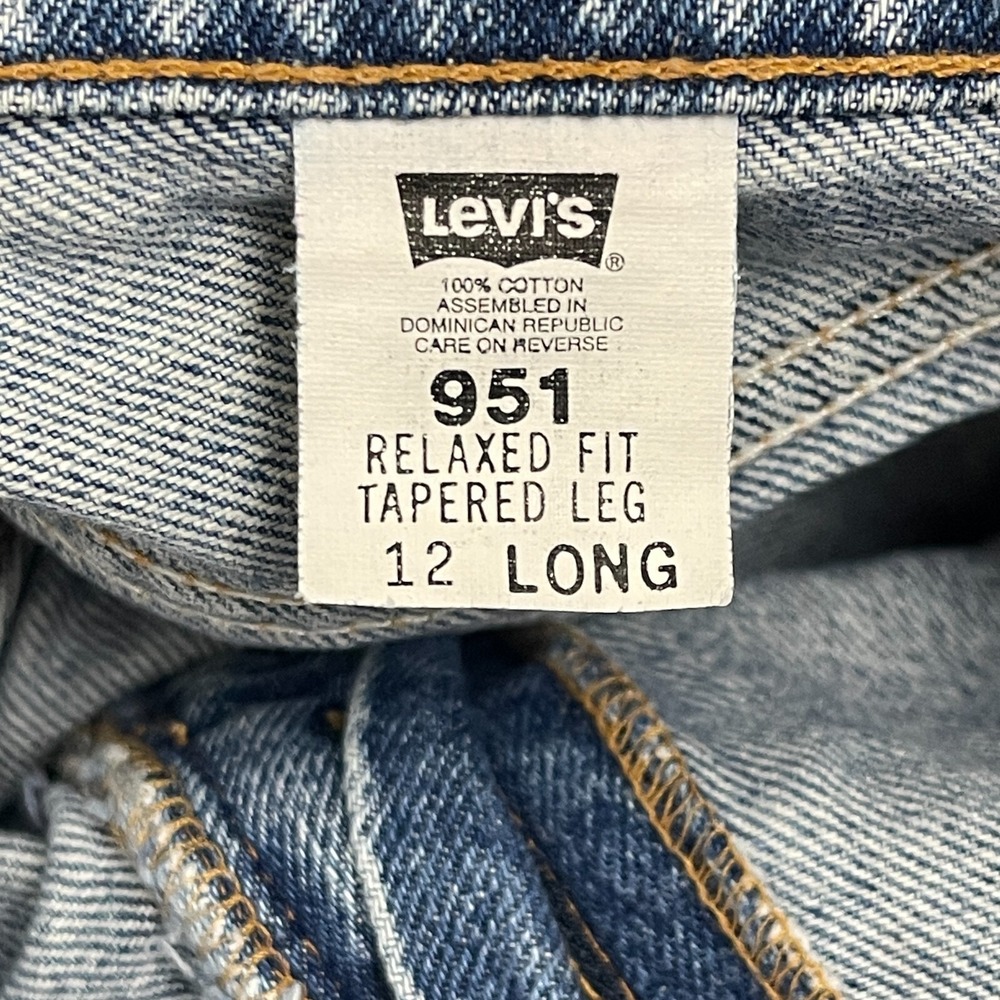 Levi's ®
100% COTTON
ASSEMBLED IN
DOMINICAN REPUBLIC
CARE ON REVERSE
951
RELAXED FIT
TAPERED LEG
12 LONG